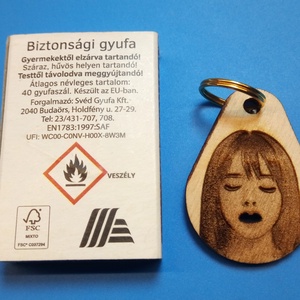 Biztonsági gyufa
Gyermekektől elzárva tartandó!
Száraz, hűvös helyen tartandó!
Testtől távolodva meggyújtandó!
Átlagos névleges tartalom:
40 gyufaszál. Készült az EU-ban.
Forgalmazó: Svéd Gyufa Kft.
2040 Budaörs, Holdfény u. 27-29.
Tel: 23/431-707, 708.
EN1783:1997:SAF
UFI: WC00-C0NV-H00X-8W3M
VESZÉLY
FSC